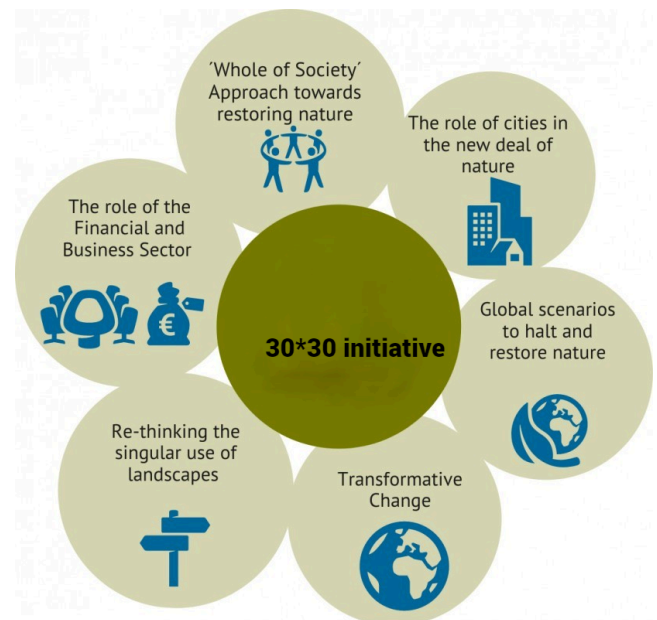 ´Whole of Society´
Approach towards
restoring nature
The role of cities in
the new deal of
nature
The role of the
Financial and
Business Sector
€
Global scenarios
to halt and
restore nature
30*30 initiative
Re-thinking the
singular use of
landscapes
Transformative
Change